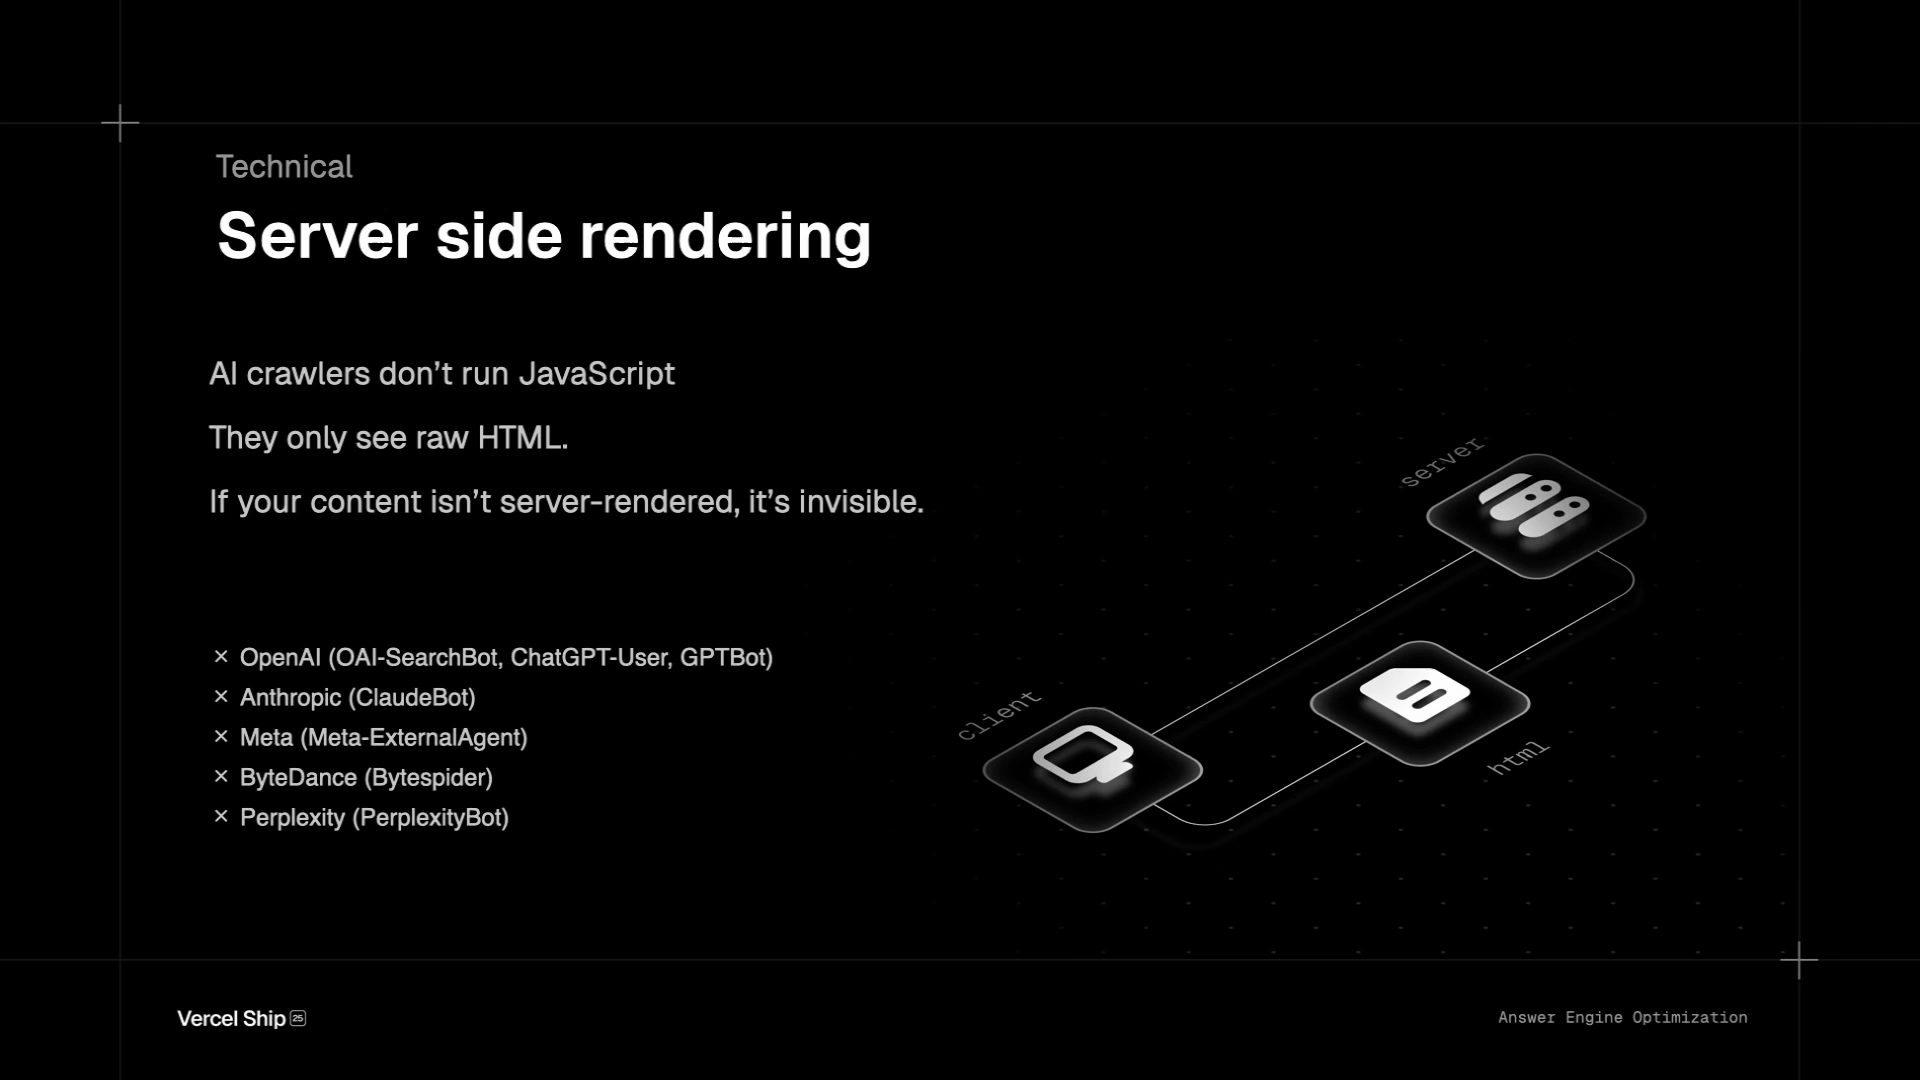 Technical
Server side rendering
AI crawlers don’t run JavaScript
They only see raw HTML.
If your content isn’t server-rendered, it’s invisible.
× OpenAI (OAI-SearchBot, ChatGPT-User, GPTBot)
× Anthropic (ClaudeBot)
× Meta (Meta-ExternalAgent)
× ByteDance (Bytespider)
× Perplexity (PerplexityBot)
server
client
html
Vercel Ship 25
Answer Engine Optimization